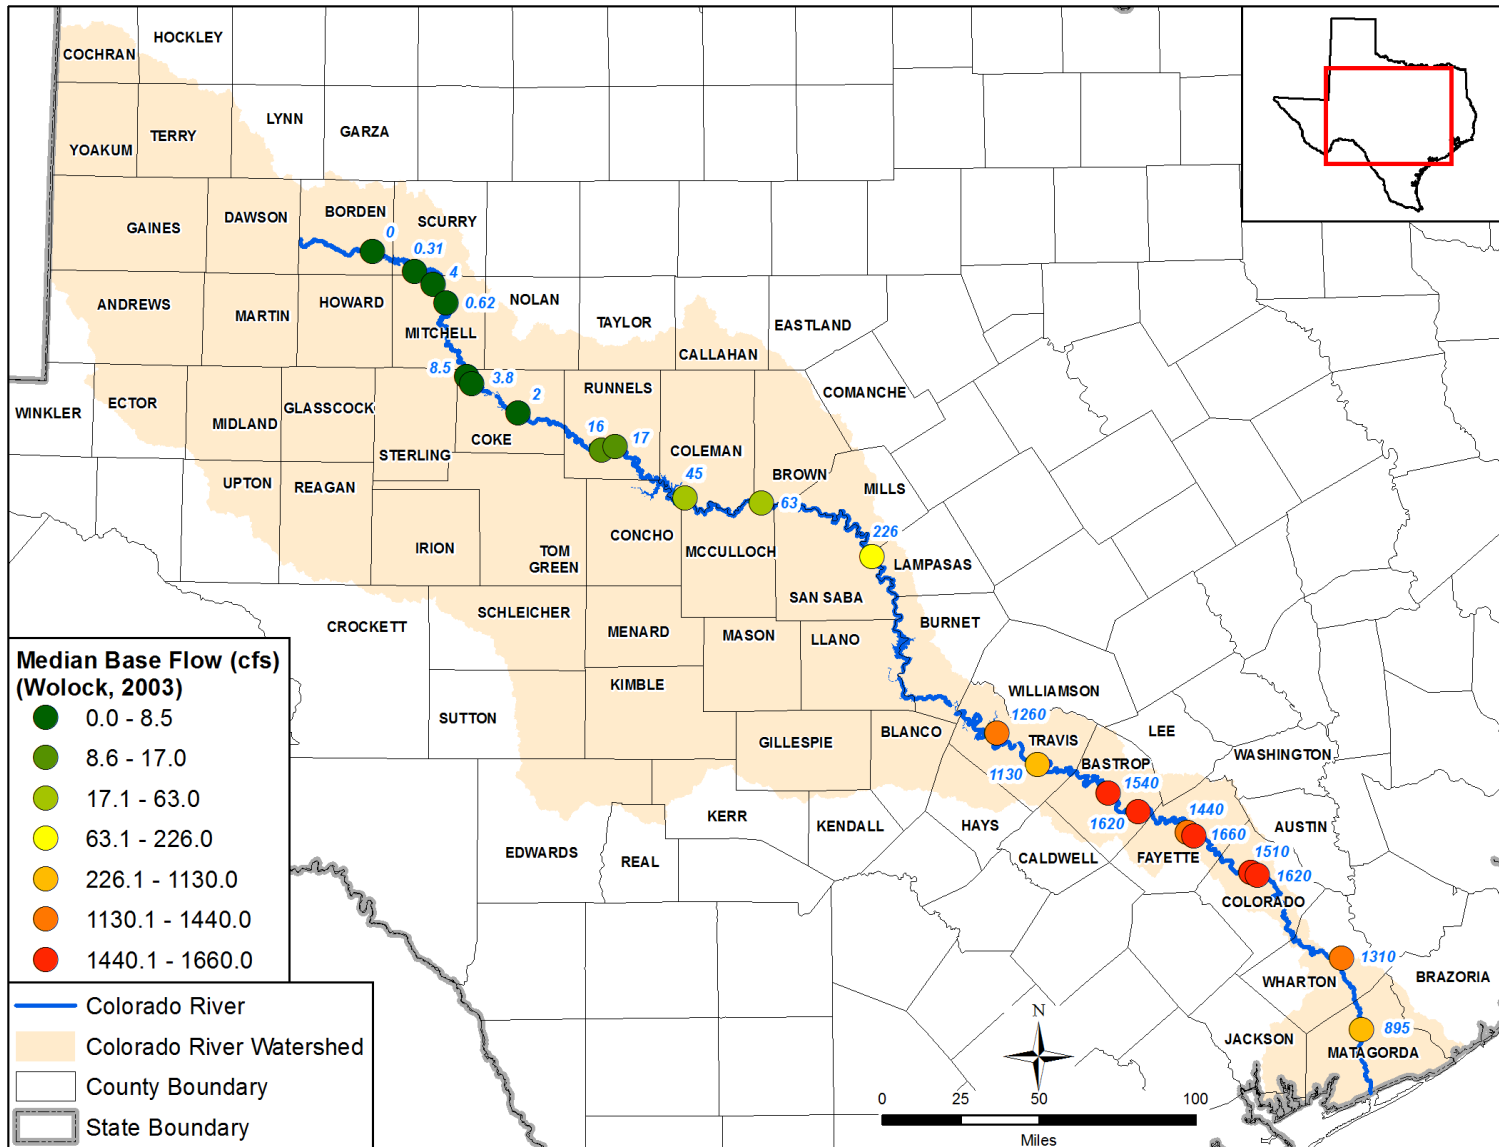 HOCKLEY
COCHRAN
LYNN
GARZA
TERRY
YOAKUM
DAWSON
BORDEN
SCURRY
GAINES
0
0.31
4
ANDREWS
MARTIN
HOWARD
0.62
NOLAN
MITCHELL
TAYLOR
EASTLAND
CALLAHAN
8.5
3.8
2
RUNNELS
COMANCHE
WINKLER
ECTOR
MIDLAND
GLASSCOCK
COKE
16
17
STERLING
COLEMAN
UPTON
REAGAN
45
BROWN
63
MILLS
226
IRION
TOM
GREEN
CONCHO
MCCULLOCH
LAMPASAS
SAN SABA
CROCKETT
SCHLEICHER
MENARD
MASON
LLANO
BURNET
SUTTON
KIMBLE
GILLESPIE
BLANCO
WILLIAMSON
1260
TRAVIS
LEE
1130
BASTROP
WASHINGTON
1540
1620
1440
1660
KERR
KENDALL
HAYS
CALDWELL
FAYETTE
AUSTIN
EDWARDS
REAL
1510
1620
COLORADO
1310
WHARTON
BRAZORIA
895
JACKSON
MATAGORDA
Median Base Flow (cfs)
(Wolock, 2003)
0.0 - 8.5
8.6 - 17.0
17.1 - 63.0
63.1 - 226.0
226.1 - 1130.0
1130.1 - 1440.0
1440.1 - 1660.0
Colorado River
Colorado River Watershed
County Boundary
State Boundary
N
0 25 50 100
Miles